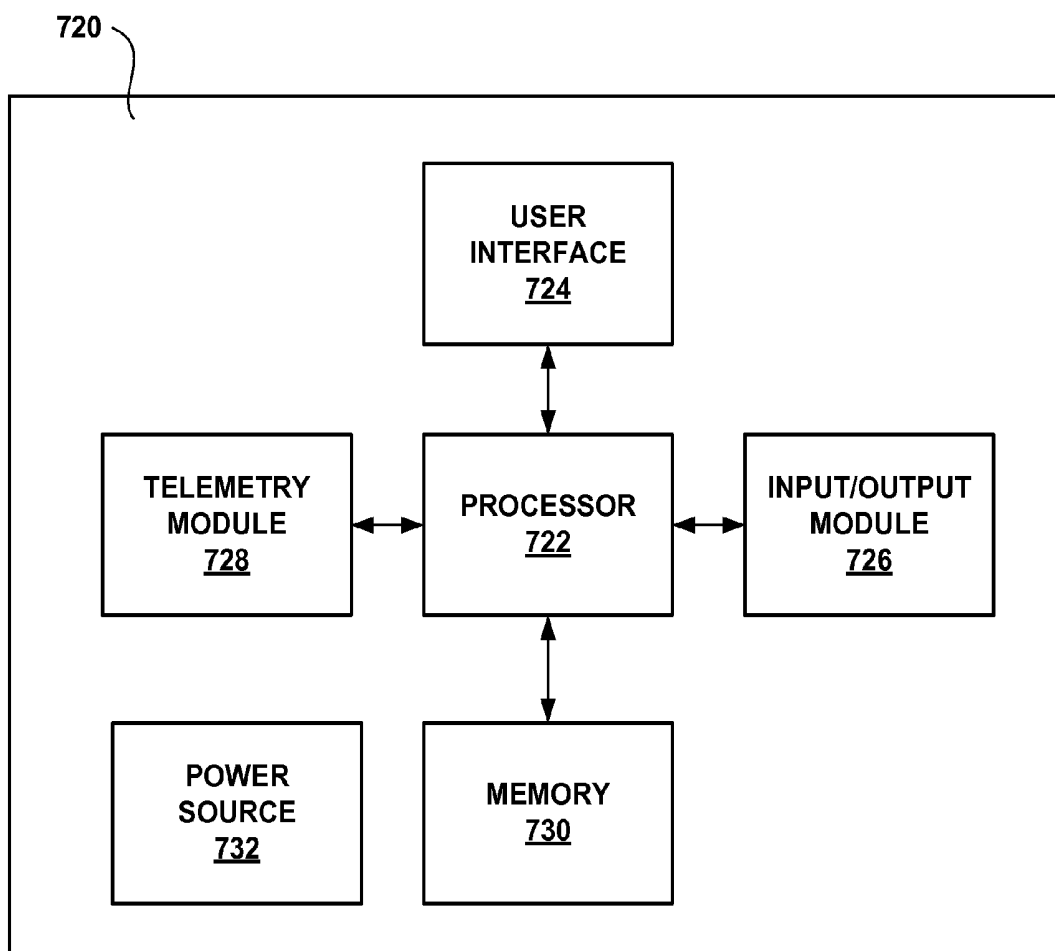 720
USER
INTERFACE
724
TELEMETRY
MODULE
728
PROCESSOR
722
INPUT/OUTPUT
MODULE
726
POWER
SOURCE
732
MEMORY
730